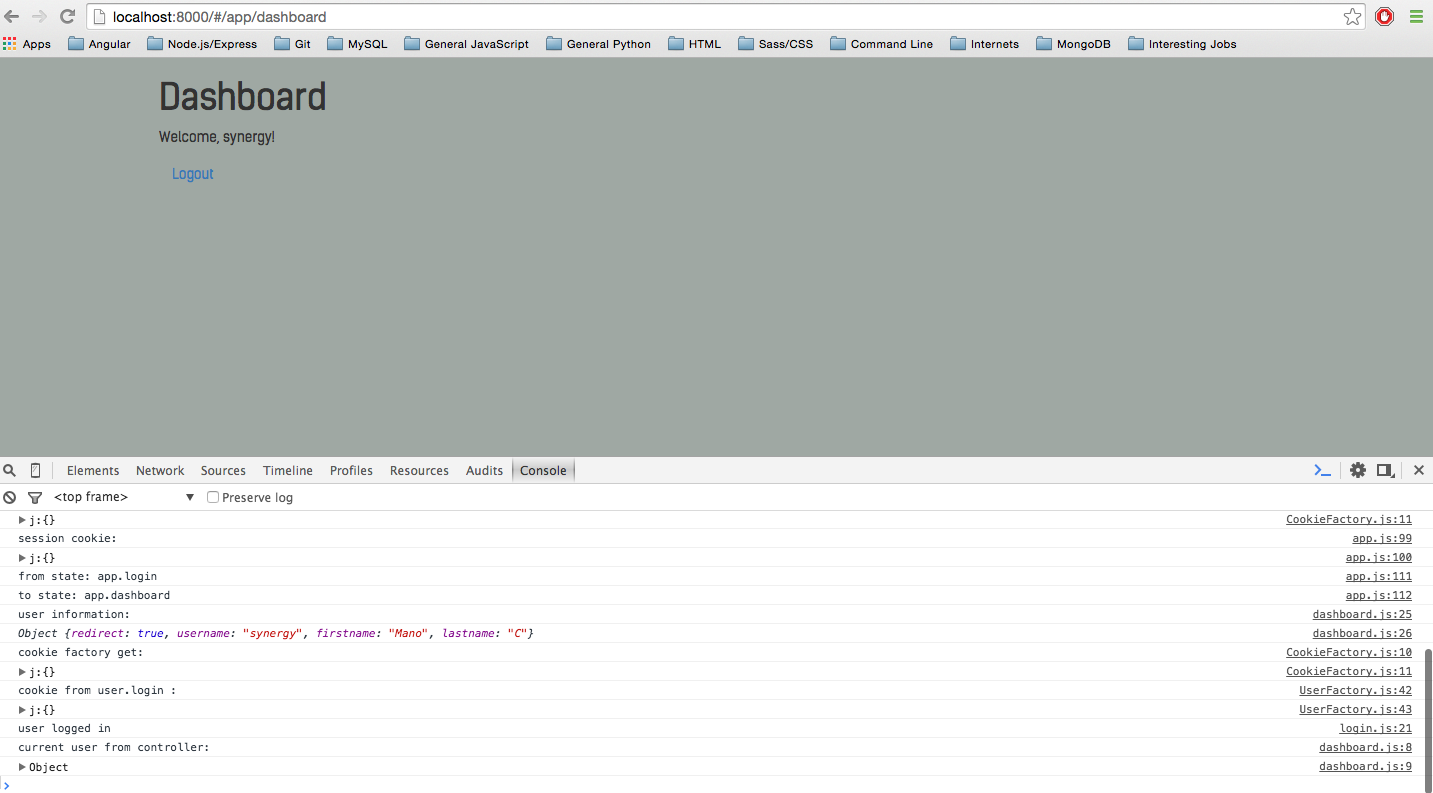 localhost:8000/#/app/dashboard
Apps Angular Node.js/Express Git MySQL General JavaScript General Python HTML Sass/CSS Command Line Internets MongoDB Interesting Jobs
Dashboard
Welcome, synergy!
Logout
Elements Network Sources Timeline Profiles Resources Audits Console
<top frame> Preserve log
j:{} CookieFactory.js:11
session cookie: app.js:99
j:{} app.js:100
from state: app.login app.js:111
to state: app.dashboard app.js:112
user information: dashboard.js:25
Object {redirect: true, username: "synergy", firstname: "Mano", lastname: "C"} dashboard.js:26
cookie factory get: CookieFactory.js:10
j:{} CookieFactory.js:11
cookie from user.login : UserFactory.js:42
j:{} UserFactory.js:43
user logged in login.js:21
current user from controller: dashboard.js:8
Object dashboard.js:9